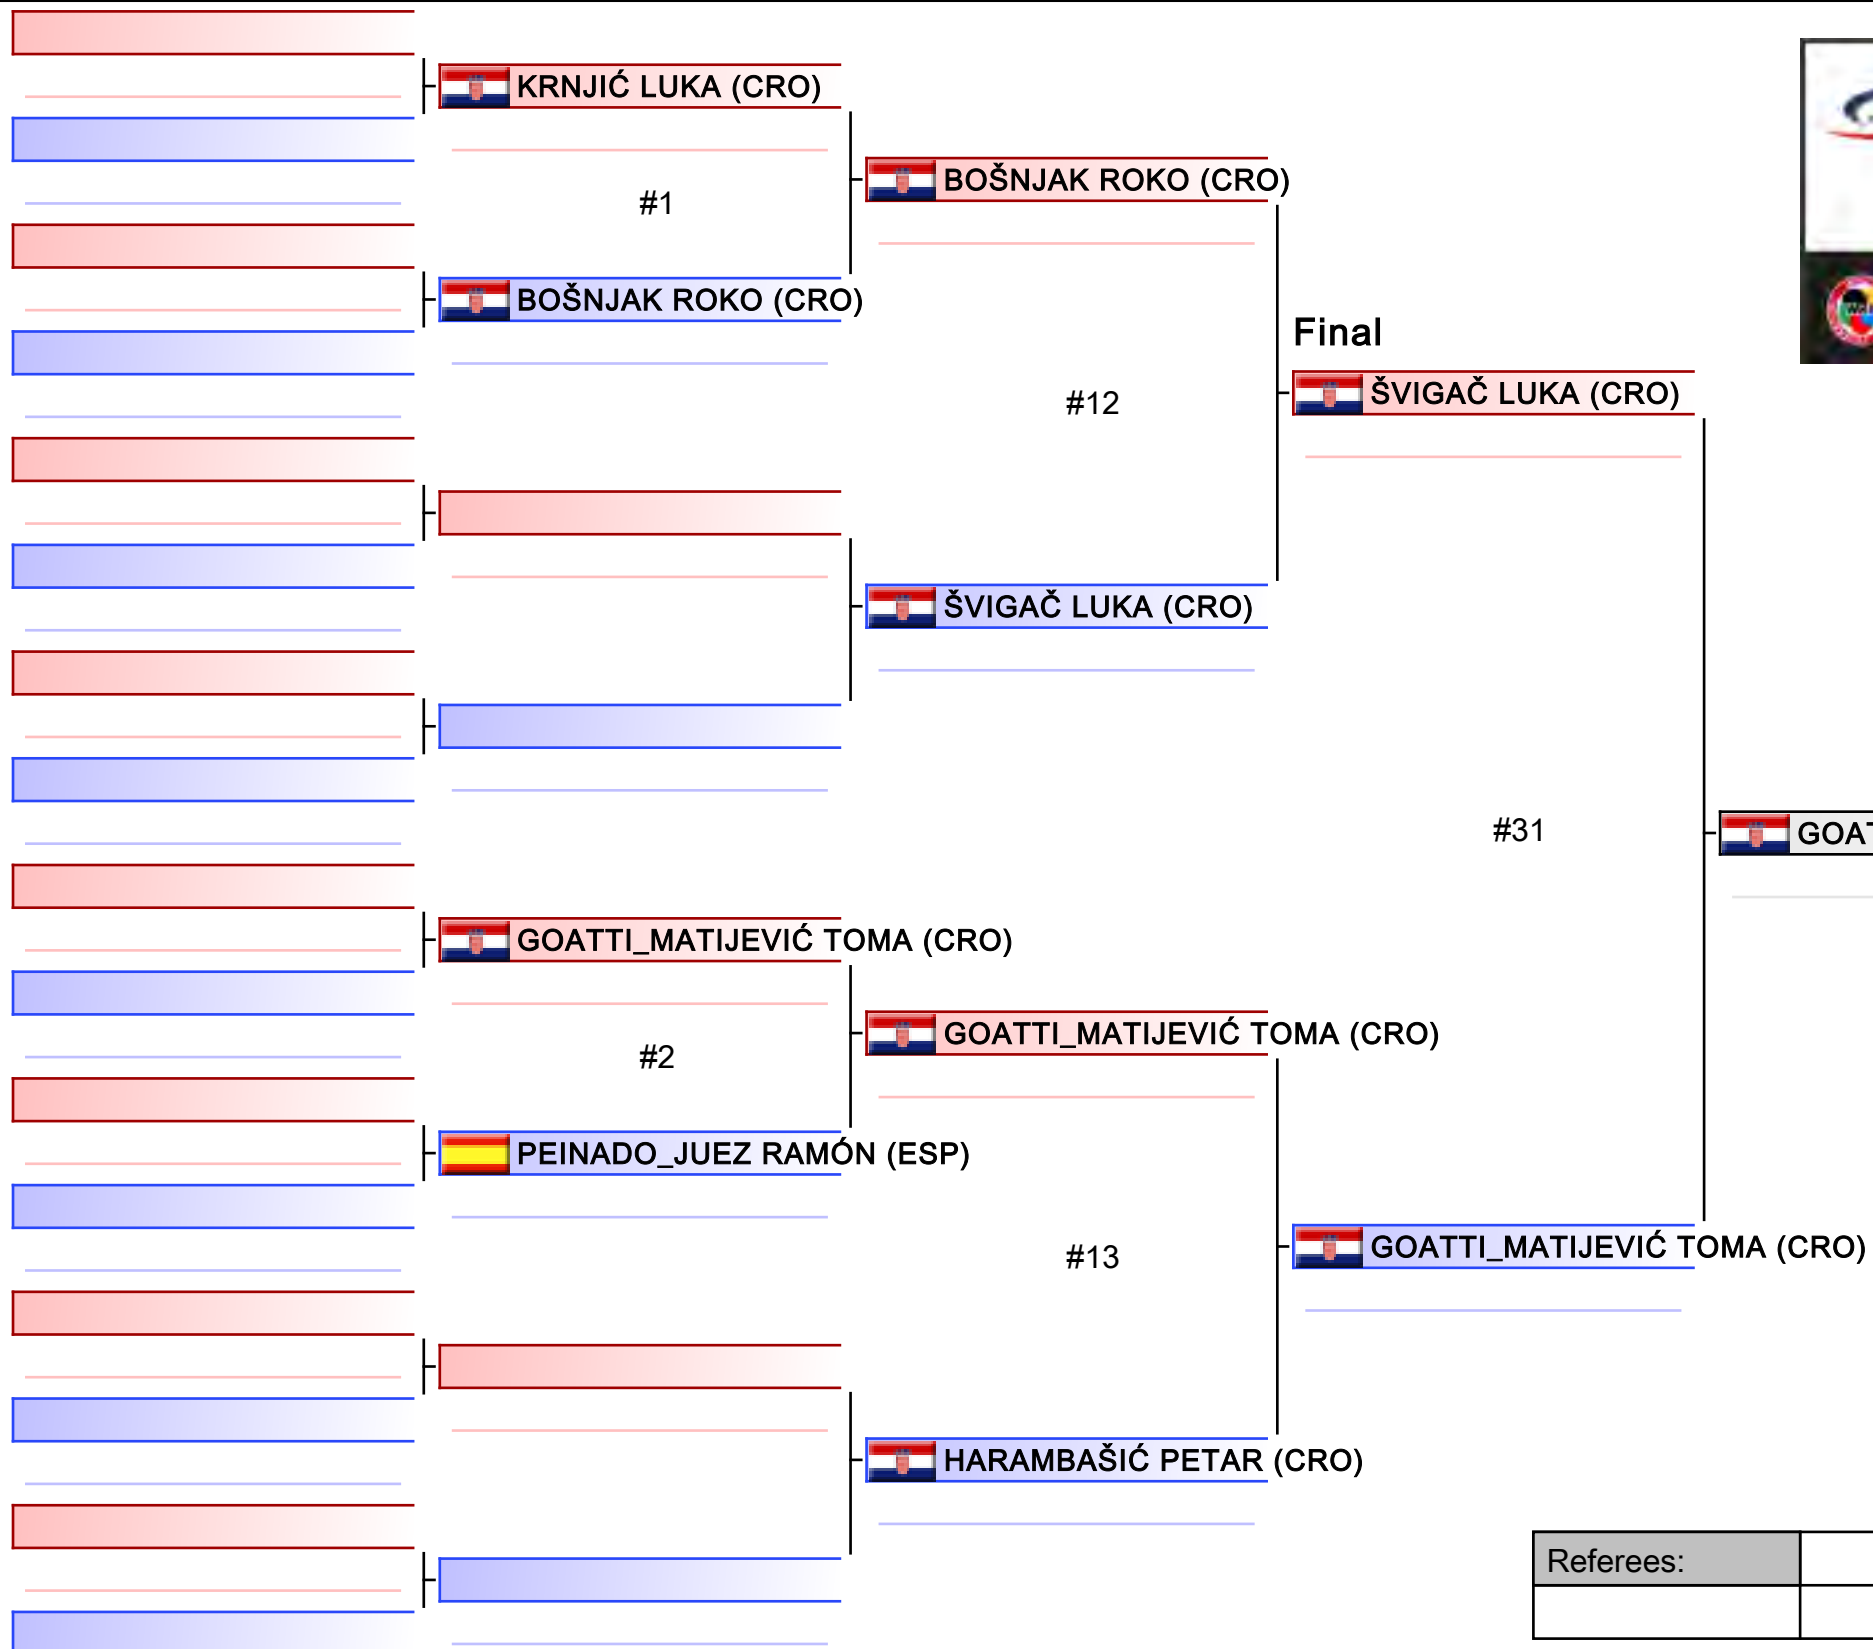 KRNJIĆ LUKA (CRO)
#1
BOŠNJAK ROKO (CRO)
BOŠNJAK ROKO (CRO)
#12
ŠVIGAČ LUKA (CRO)
Final
ŠVIGAČ LUKA (CRO)
#31
GOATTI_MATIJEVIĆ TOMA (CRO)
#2
PEINADO_JUEZ RAMÓN (ESP)
GOATTI_MATIJEVIĆ TOMA (CRO)
#13
HARAMBAŠIĆ PETAR (CRO)
GOATTI_MATIJEVIĆ TOMA (CRO)
Referees: